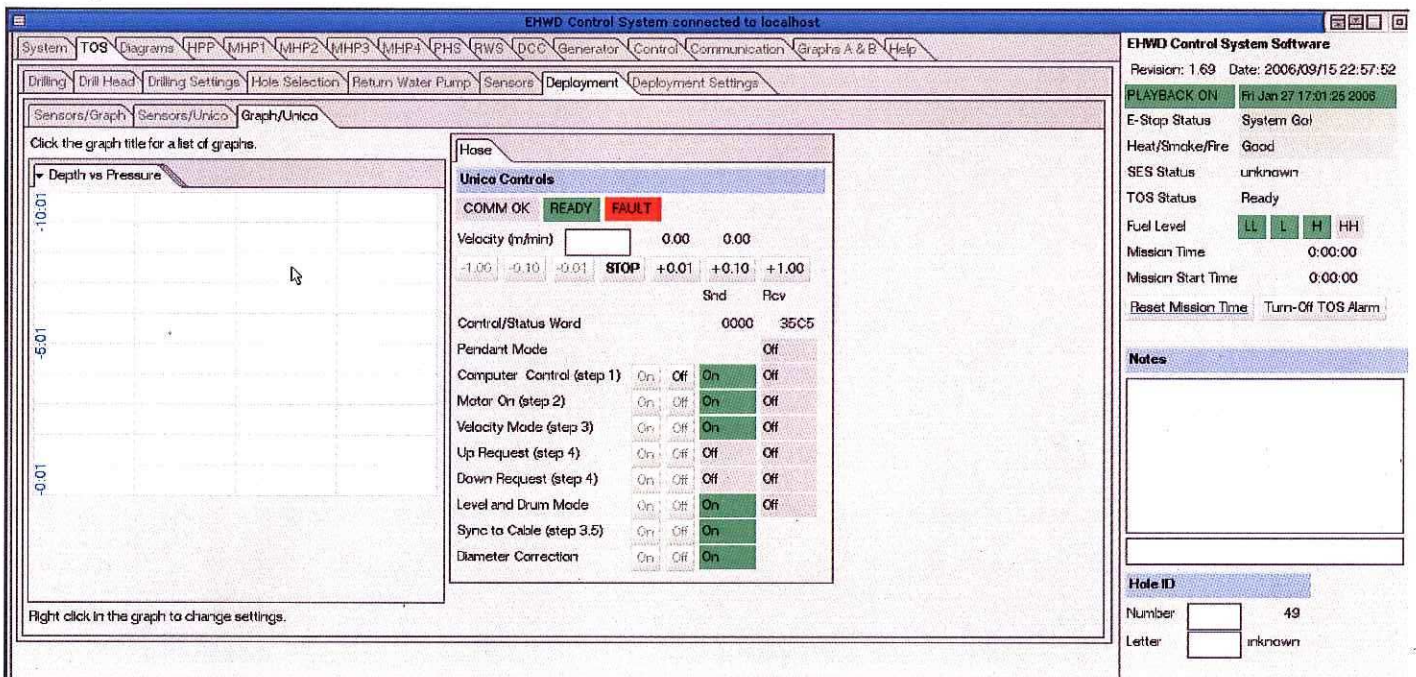 EHWD Control System connected to localhost
System TOS Diagrams HPP MHP1 MHP2 MHP3 MHP4 PHS RWS DCC Generator Control Communication Graphs A & B Help
Drilling Drill Head Drilling Settings Hole Selection Return Water Pump Sensors Deployment Deployment Settings
Sensors/Graph Sensors/Unico Graph/Unico
Click the graph title for a list of graphs.
Depth vs Pressure
-10:01
-5:01
-0:01
Right click in the graph to change settings.
Hose
Unico Controls
COMM OK READY FAULT
Velocity (m/min) 0.00 0.00
-1.00 -0.10 -0.01 STOP +0.01 +0.10 +1.00
Snd Rcv
Control/Status Word 0000 35C5
Pendant Mode Off
Computer Control (step 1) On Off On Off
Motor On (step 2) On Off On Off
Velocity Mode (step 3) On Off On Off
Up Request (step 4) On Off Off Off
Down Request (step 4) On Off Off Off
Level and Drum Mode On Off On Off
Sync to Cable (step 3.5) On Off On
Diameter Correction On Off On
EHWD Control System Software
Revision: 1.69 Date: 2006/09/15 22:57:52
PLAYBACK ON Fri Jan 27 17:01:25 2006
E-Stop Status System Go!
Heat/Smoke/Fire Good
SES Status unknown
TOS Status Ready
Fuel Level LL L H HH
Mission Time 0:00:00
Mission Start Time 0:00:00
Reset Mission Time Turn-Off TOS Alarm
Notes
Hole ID
Number 49
Letter unknown